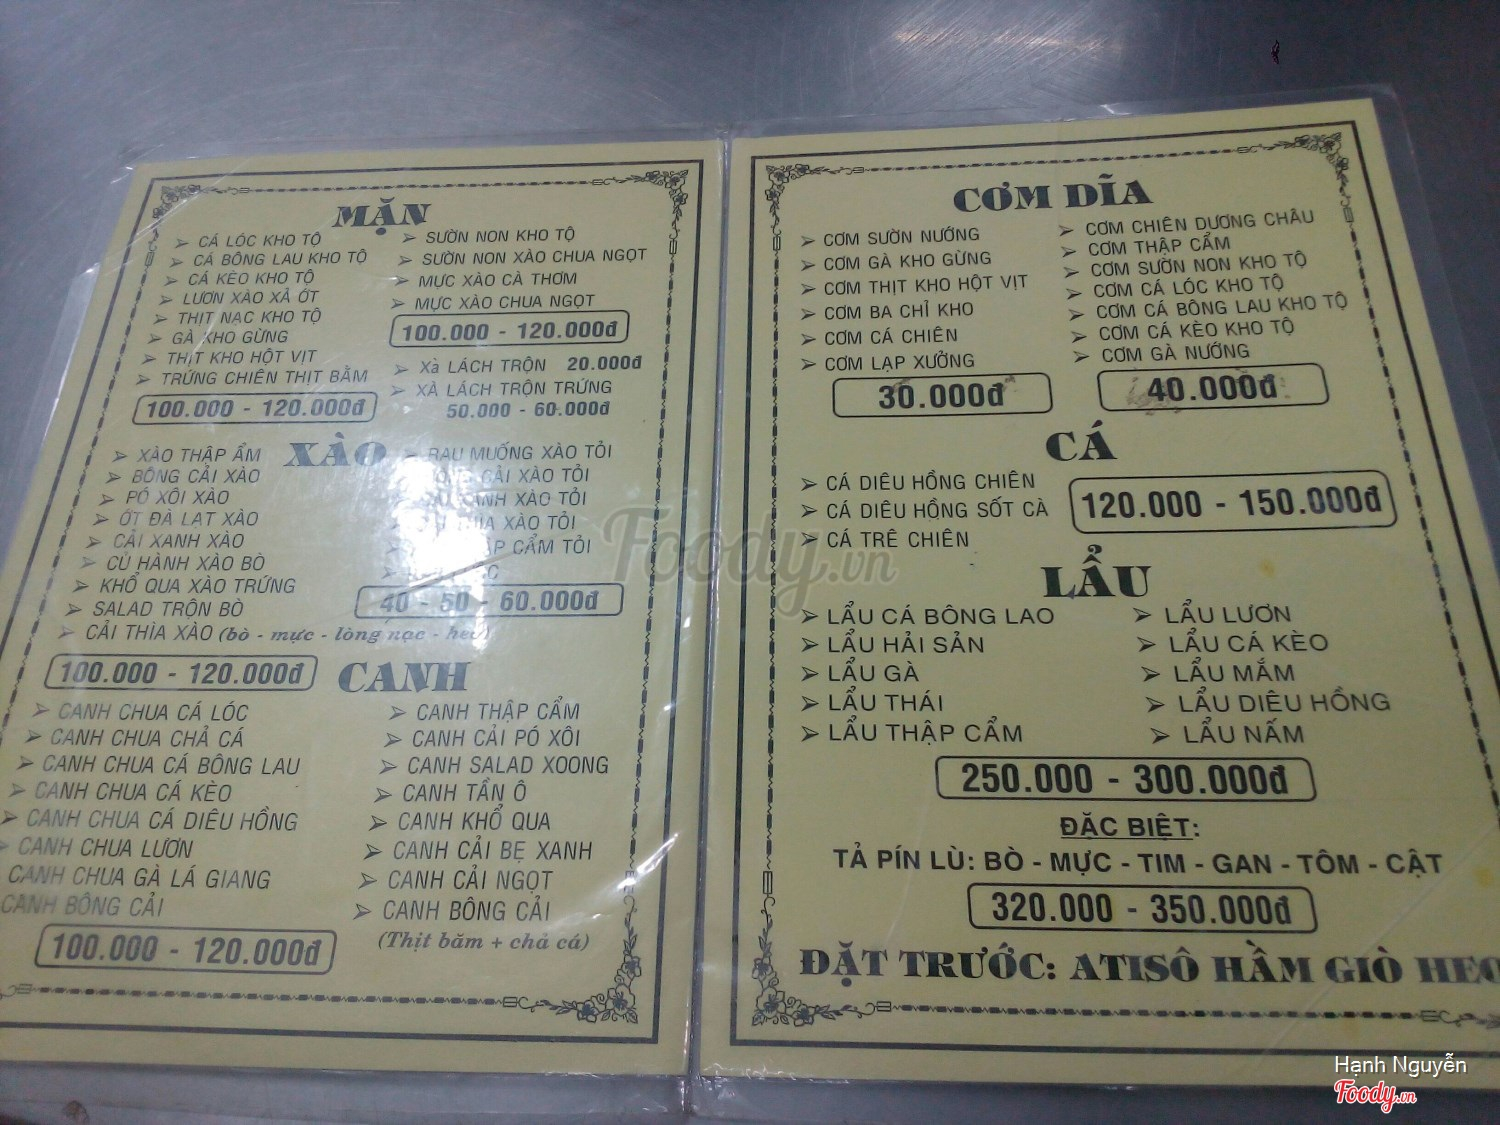 MẶN
➢ CÁ LÓC KHO TỘ
➢ CÁ BÔNG LAU KHO TỘ
➢ CÁ KÈO KHO TỘ
➢ LƯƠN XÀO XẢ ỚT
➢ THỊT NẠC KHO TỘ
➢ GÀ KHO GỪNG
➢ THỊT KHO HỘT VỊT
➢ TRỨNG CHIÊN THỊT BẰM
100.000 - 120.000đ
➢ SƯỜN NON KHO TỘ
➢ SƯỜN NON XÀO CHUA NGỌT
➢ MỰC XÀO CÀ THƠM
➢ MỰC XÀO CHUA NGỌT
100.000 - 120.000đ
➢ Xà LÁCH TRỘN 20.000đ
➢ XÀ LÁCH TRỘN TRỨNG
50.000 - 60.000đ
XÀO
➢ XÀO THẬP ẨM
➢ BÔNG CẢI XÀO
➢ PÓ XÔI XÀO
➢ ỚT ĐÀ LẠT XÀO
➢ CẢI XANH XÀO
➢ CỦ HÀNH XÀO BÒ
➢ KHỔ QUA XÀO TRỨNG
➢ SALAD TRỘN BÒ
➢ CẢI THÌA XÀO (bò - mực - lòng nạc - heo)
100.000 - 120.000đ
➢ RAU MUỐNG XÀO TỎI
CẢI XÀO TỎI
XÀO TỎI
THÌA XÀO TỎI
CẨM TỎI
40 - 50 - 60.000đ
CANH
➢ CANH CHUA CÁ LÓC
➢ CANH CHUA CHẢ CÁ
➢ CANH CHUA CÁ BÔNG LAU
➢ CANH CHUA CÁ KÈO
➢ CANH CHUA CÁ DIÊU HỒNG
➢ CANH CHUA LƯƠN
CANH CHUA GÀ LÁ GIANG
CANH BÔNG CẢI
100.000 - 120.000đ
➢ CANH THẬP CẨM
➢ CANH CẢI PÓ XÔI
➢ CANH SALAD XOONG
➢ CANH TẦN Ô
➢ CANH KHỔ QUA
➢ CANH CẢI BẸ XANH
➢ CANH CẢI NGỌT
➢ CANH BÔNG CẢI
(Thịt băm + chả cá)
CƠM DĨA
➢ CƠM SƯỜN NƯỚNG
➢ CƠM GÀ KHO GỪNG
➢ CƠM THỊT KHO HỘT VỊT
➢ CƠM BA CHỈ KHO
➢ CƠM CÁ CHIÊN
➢ CƠM LẠP XƯỜNG
30.000đ
➢ CƠM CHIÊN DƯƠNG CHÂU
➢ CƠM THẬP CẨM
➢ CƠM SƯỜN NON KHO TỘ
➢ CƠM CÁ LÓC KHO TỘ
➢ CƠM CÁ BÔNG LAU KHO TỘ
➢ CƠM CÁ KÈO KHO TỘ
➢ CƠM GÀ NƯỚNG
40.000đ
CÁ
➢ CÁ DIÊU HỒNG CHIÊN
➢ CÁ DIÊU HỒNG SỐT CÀ
➢ CÁ TRÊ CHIÊN
120.000 - 150.000đ
LẨU
➢ LẨU CÁ BÔNG LAO
➢ LẨU HẢI SẢN
➢ LẨU GÀ
➢ LẨU THÁI
➢ LẨU THẬP CẨM
➢ LẨU LƯƠN
➢ LẨU CÁ KÈO
➢ LẨU MẮM
➢ LẨU DIÊU HỒNG
➢ LẨU NẤM
250.000 - 300.000đ
ĐẶC BIỆT:
TẢ PÍN LÙ: BÒ - MỰC - TIM - GAN - TÔM - CẬT
320.000 - 350.000đ
ĐẶT TRƯỚC: ATISÔ HẦM GIÒ HEO
Foody.vn
Hạnh Nguyễn
Foody.vn